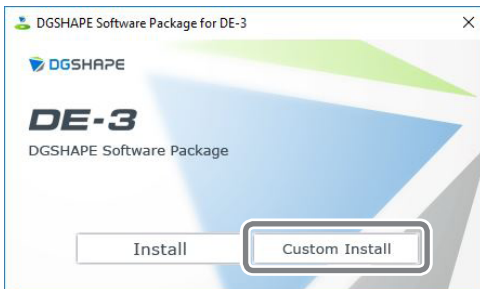 DGSHAPE Software Package for DE-3
DGSHAPE
DE-3
DGSHAPE Software Package
Install
Custom Install